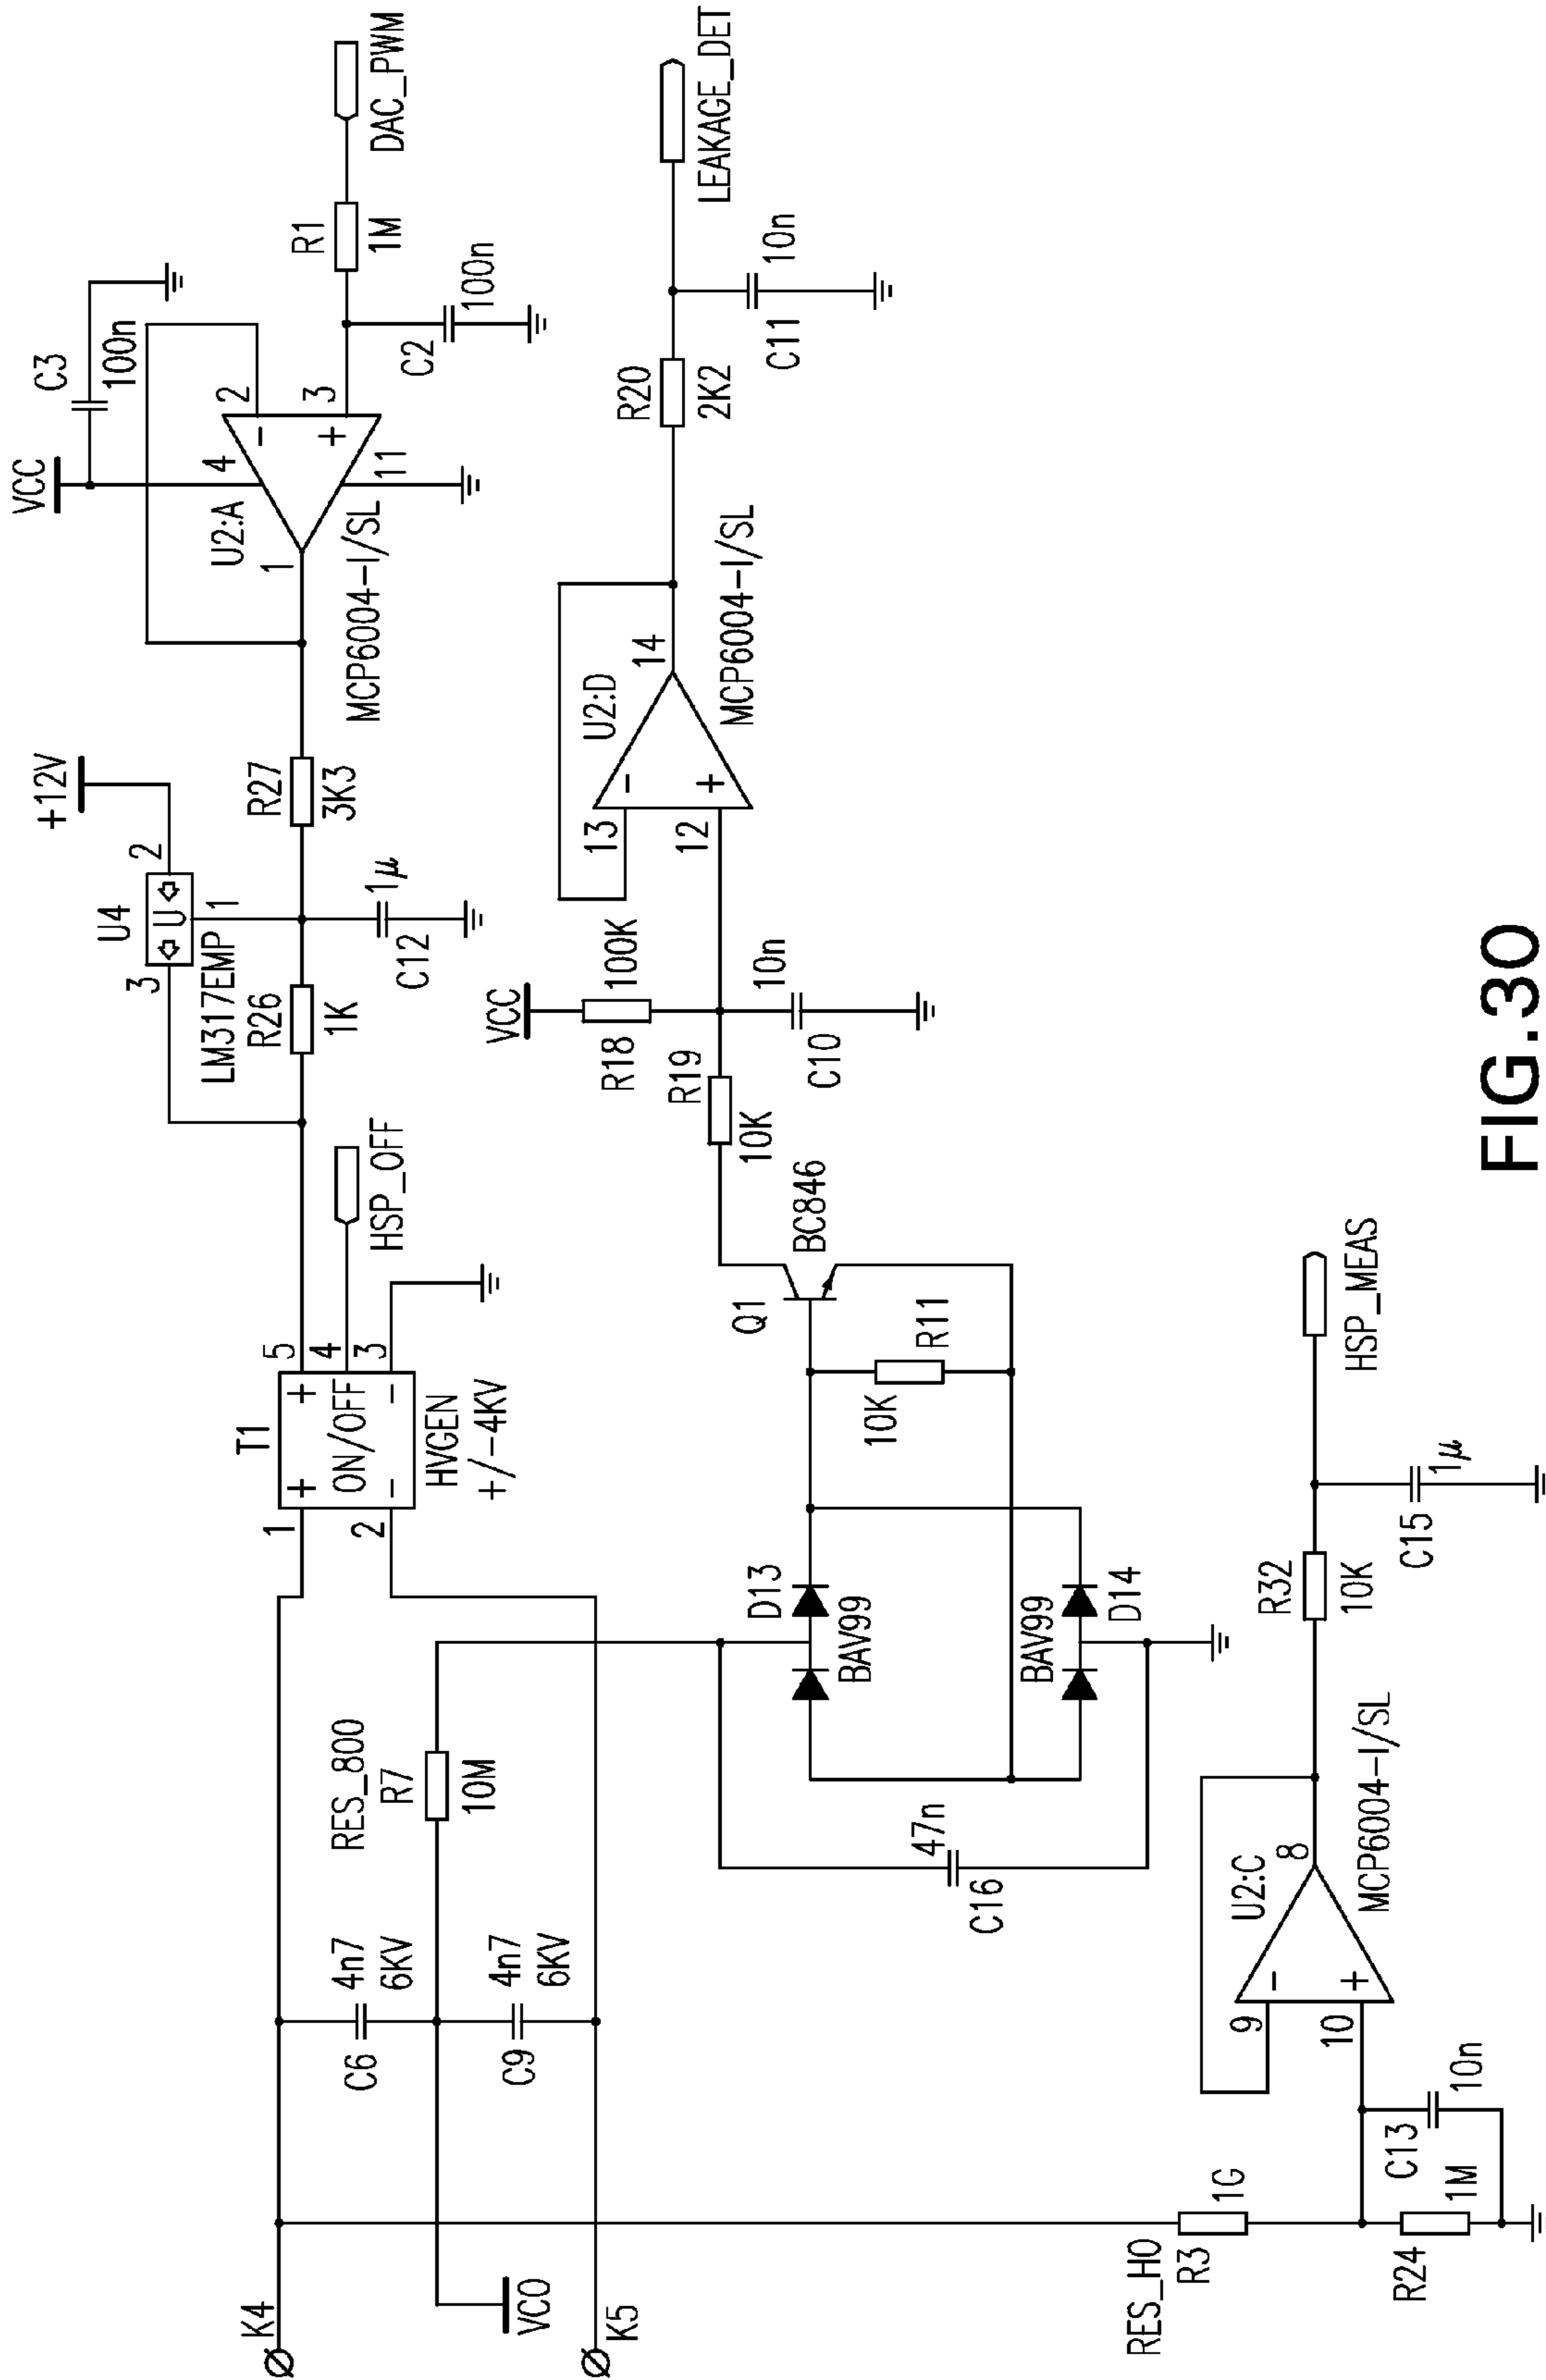 VCC
C3
100n
+12V
U4
3
2
U
1
LM317EMP
U2:A
4
2
1
-
+
3
11
MCP6004-I/SL
R1
1M
DAC_PWM
C2
100n
R26
1K
R27
3K3
C12
1µ
K4
T1
1
5
+
+
ON/OFF
4
HSP_OFF
-
-
2
3
HVGEN
+/-4KV
C6
4n7
6KV
C9
4n7
6KV
RES_800
R7
10M
VCO
K5
VCC
R18
100K
R19
10K
C10
10n
U2:D
13
-
14
12
+
MCP6004-I/SL
R20
2K2
C11
10n
LEAKAGE_DET
Q1
BC846
R11
10K
D13
BAV99
BAV99
D14
C16
47n
RES_HO
R3
1G
R24
1M
C13
10n
U2:C
9
-
8
10
+
MCP6004-I/SL
R32
10K
C15
1µ
HSP_MEAS
FIG.30